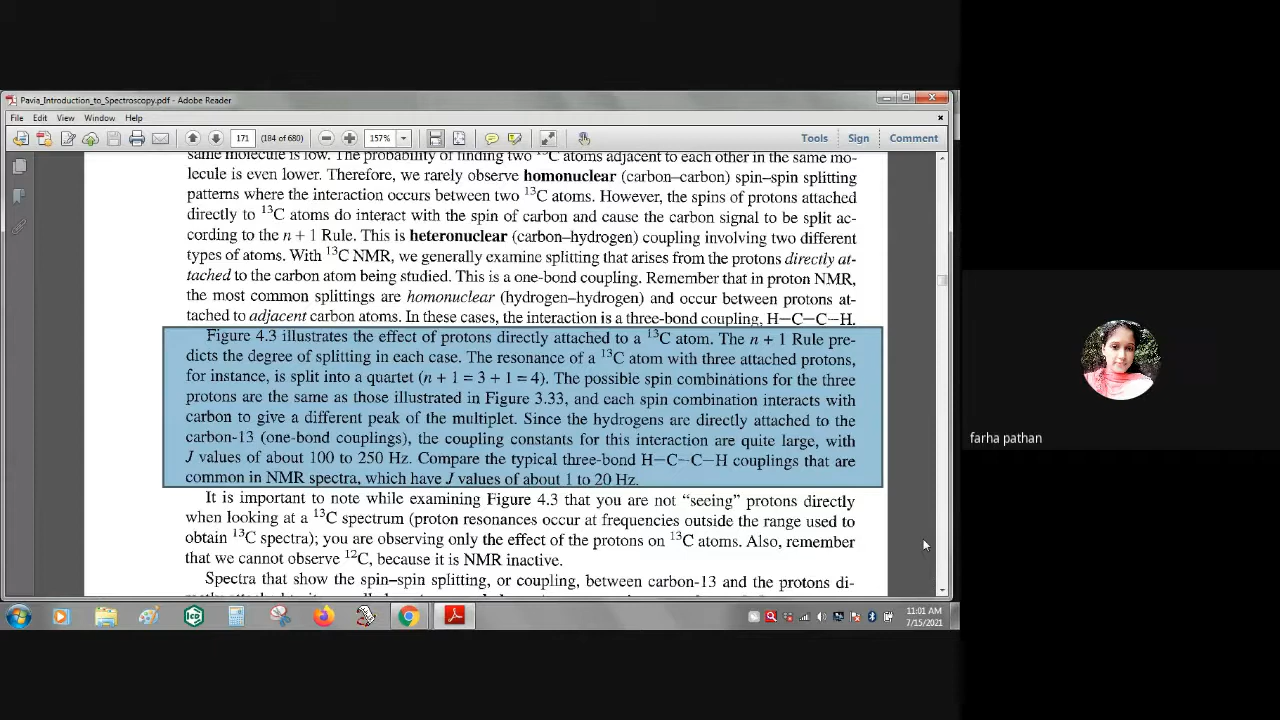 Pavia_Introduction_to_Spectroscopy.pdf - Adobe Reader
File Edit View Window Help
171 (184 of 680) 157% Tools Sign Comment
same molecule is low. The probability of finding two ¹³C atoms adjacent to each other in the same mo-
lecule is even lower. Therefore, we rarely observe homonuclear (carbon–carbon) spin–spin splitting
patterns where the interaction occurs between two ¹³C atoms. However, the spins of protons attached
directly to ¹³C atoms do interact with the spin of carbon and cause the carbon signal to be split ac-
cording to the n + 1 Rule. This is heteronuclear (carbon–hydrogen) coupling involving two different
types of atoms. With ¹³C NMR, we generally examine splitting that arises from the protons directly at-
tached to the carbon atom being studied. This is a one-bond coupling. Remember that in proton NMR,
the most common splittings are homonuclear (hydrogen–hydrogen) and occur between protons at-
tached to adjacent carbon atoms. In these cases, the interaction is a three-bond coupling, H–C–C–H.
Figure 4.3 illustrates the effect of protons directly attached to a ¹³C atom. The n + 1 Rule pre-
dicts the degree of splitting in each case. The resonance of a ¹³C atom with three attached protons,
for instance, is split into a quartet (n + 1 = 3 + 1 = 4). The possible spin combinations for the three
protons are the same as those illustrated in Figure 3.33, and each spin combination interacts with
carbon to give a different peak of the multiplet. Since the hydrogens are directly attached to the
carbon-13 (one-bond couplings), the coupling constants for this interaction are quite large, with
J values of about 100 to 250 Hz. Compare the typical three-bond H–C–C–H couplings that are
common in NMR spectra, which have J values of about 1 to 20 Hz.
It is important to note while examining Figure 4.3 that you are not “seeing” protons directly
when looking at a ¹³C spectrum (proton resonances occur at frequencies outside the range used to
obtain ¹³C spectra); you are observing only the effect of the protons on ¹³C atoms. Also, remember
that we cannot observe ¹²C, because it is NMR inactive.
Spectra that show the spin–spin splitting, or coupling, between carbon-13 and the protons di-
farha pathan
11:01 AM
7/15/2021